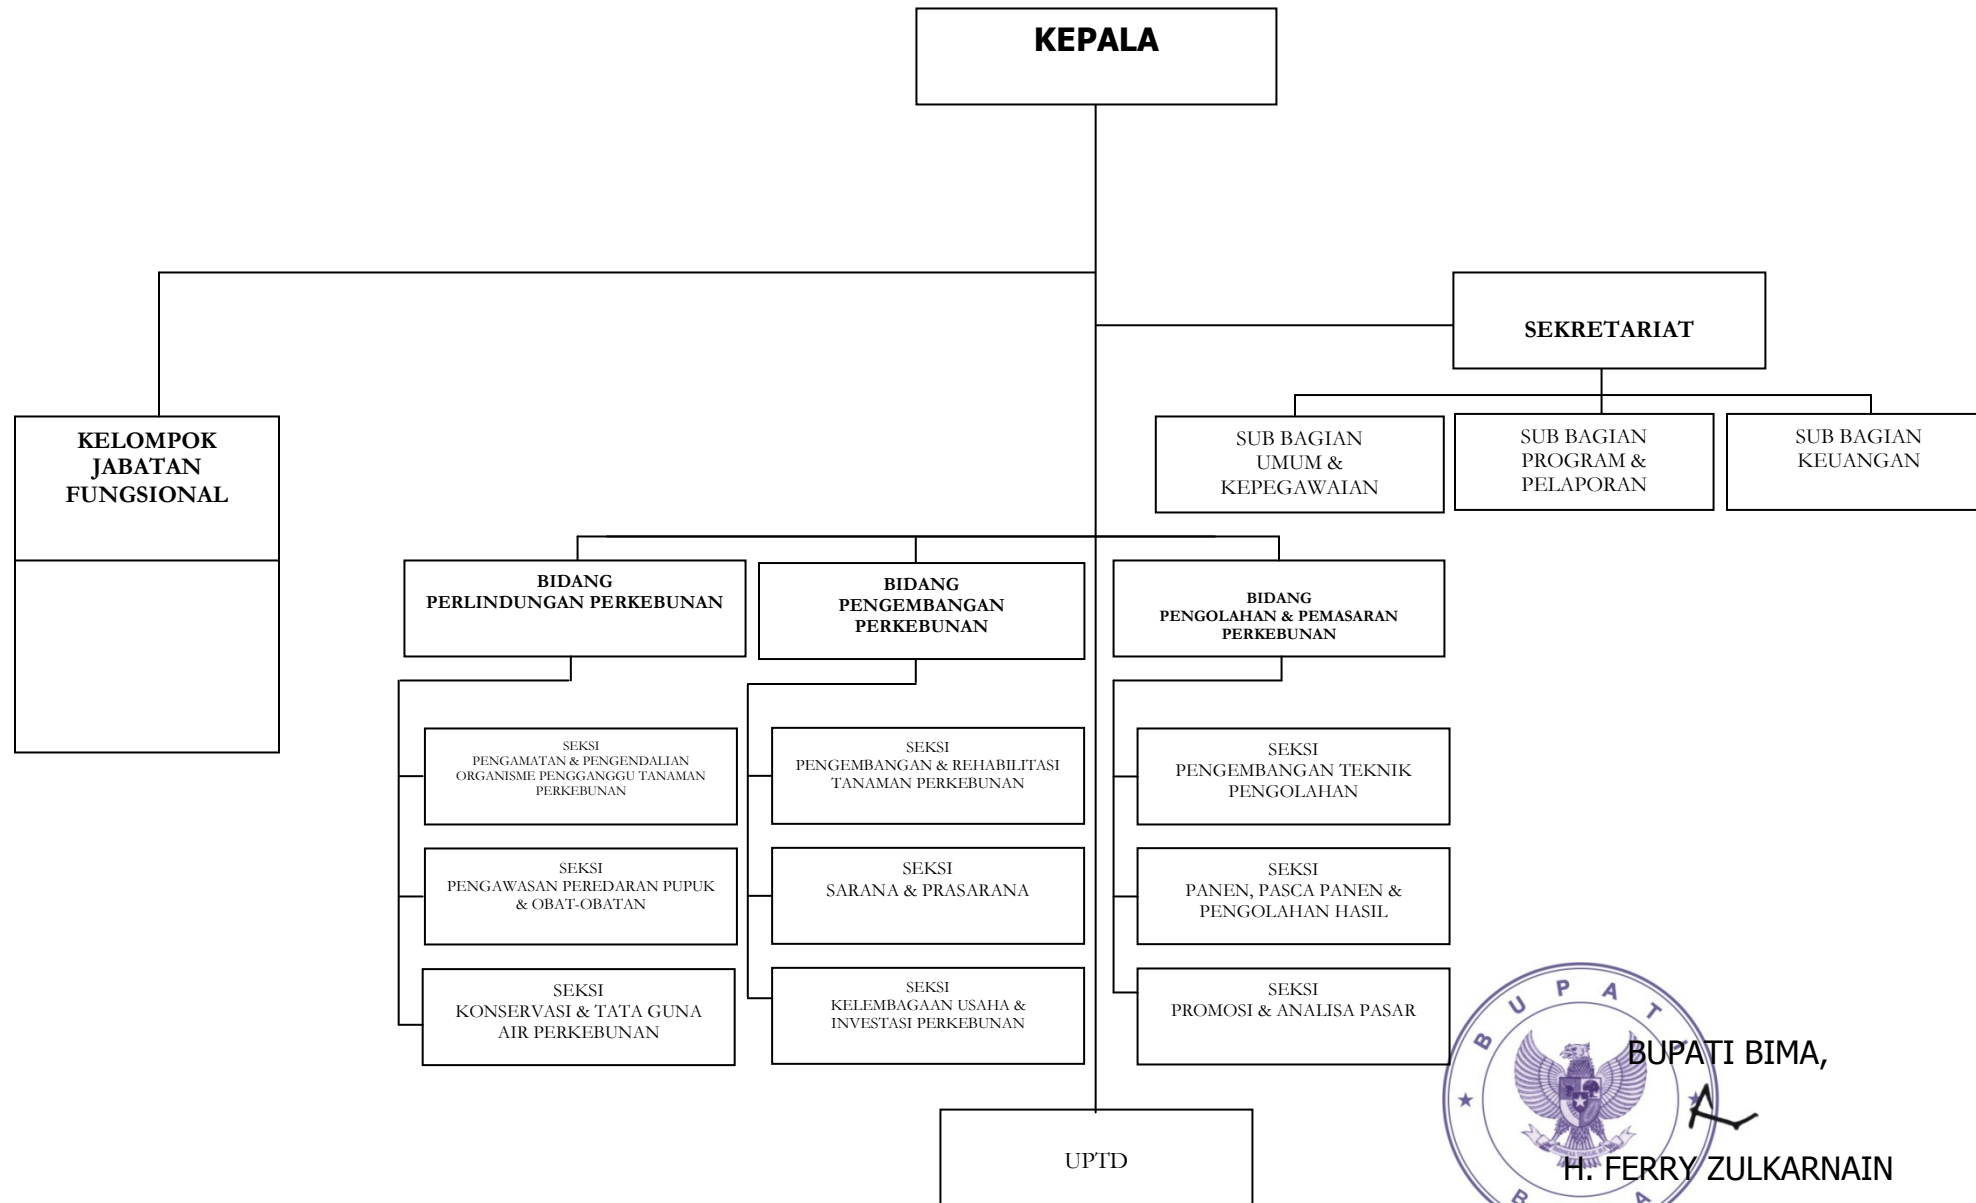 KEPALA
SEKRETARIAT
SUB BAGIAN
UMUM &
KEPEGAWAIAN
SUB BAGIAN
PROGRAM &
PELAPORAN
SUB BAGIAN
KEUANGAN
KELOMPOK
JABATAN
FUNGSIONAL
BIDANG
PERLINDUNGAN PERKEBUNAN
BIDANG
PENGEMBANGAN
PERKEBUNAN
BIDANG
PENGOLAHAN & PEMASARAN
PERKEBUNAN
SEKSI
PENGAMATAN & PENGENDALIAN
ORGANISME PENGGANGGU TANAMAN
PERKEBUNAN
SEKSI
PENGAWASAN PEREDARAN PUPUK
& OBAT-OBATAN
SEKSI
KONSERVASI & TATA GUNA
AIR PERKEBUNAN
SEKSI
PENGEMBANGAN & REHABILITASI
TANAMAN PERKEBUNAN
SEKSI
SARANA & PRASARANA
SEKSI
KELEMBAGAAN USAHA &
INVESTASI PERKEBUNAN
SEKSI
PENGEMBANGAN TEKNIK
PENGOLAHAN
SEKSI
PANEN, PASCA PANEN &
PENGOLAHAN HASIL
SEKSI
PROMOSI & ANALISA PASAR
UPTD
BUPATI
BUPATI BIMA,
H. FERRY ZULKARNAIN